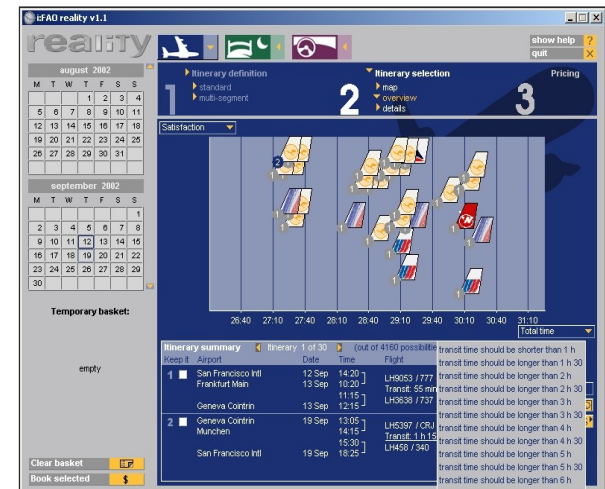 i:FAO reality v1.1
reality
show help ?
quit X
august 2002
M T W T F S S
1 2 3 4
5 6 7 8 9 10 11
12 13 14 15 16 17 18
19 20 21 22 23 24 25
26 27 28 29 30 31
september 2002
M T W T F S S
1
2 3 4 5 6 7 8
9 10 11 12 13 14 15
16 17 18 19 20 21 22
23 24 25 26 27 28 29
30
Temporary basket:
empty
Clear basket
Book selected $
1 Itinerary definition
standard
multi-segment
2 Itinerary selection
map
overview
details
3 Pricing
Satisfaction
26:40 27:10 27:40 28:10 28:40 29:10 29:40 30:10 30:40 31:10
Total time
Itinerary summary Itinerary 1 of 30 (out of 4160 possibilitie
Keep it Airport Date Time Flight
1 San Francisco Intl 12 Sep 14:20 LH9053 / 777
Frankfurt Main 13 Sep 10:20 Transit: 55 min
11:15 LH3638 / 737
Geneva Cointrin 13 Sep 12:15
2 Geneva Cointrin 19 Sep 13:05 LH5397 / CRJ
Munchen 14:15 Transit: 1 h 15
15:30 LH458 / 340
San Francisco Intl 19 Sep 18:25
transit time should be shorter than 1 h
transit time should be longer than 1 h 30
transit time should be longer than 2 h
transit time should be longer than 2 h 30
transit time should be longer than 3 h
transit time should be longer than 3 h 30
transit time should be longer than 4 h
transit time should be longer than 4 h 30
transit time should be longer than 5 h
transit time should be longer than 5 h 30
transit time should be longer than 6 h